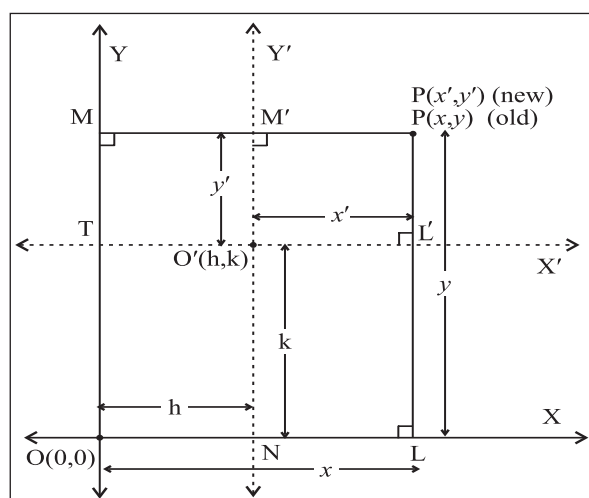 Y Y′
P(x′,y′) (new)
M M′ P(x,y) (old)
y′
x′
T L′
O′(h,k) X′
y
k
h
X
O(0,0) N L
x